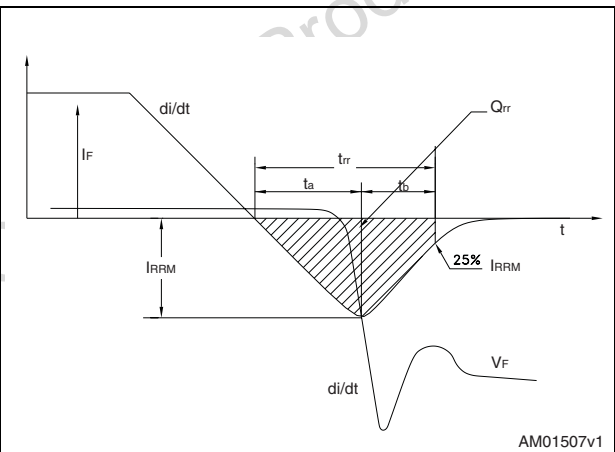 di/dt
Qrr
IF
trr
ta
tb
t
IRRM
25% IRRM
VF
di/dt
AM01507v1